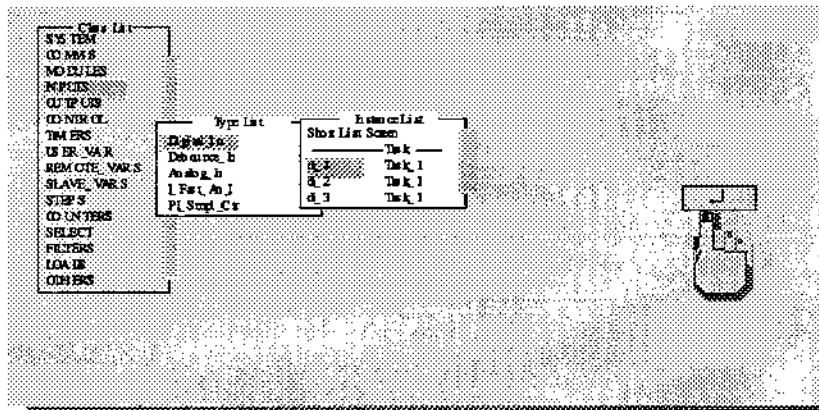 Class List
SYSTEM
COMMS
MODULES
INPUTS
OUTPUTS
CONTROL
TIMERS
USER_VAR
REMOTE_VARS
SLAVE_VARS
STEPS
COUNTERS
SELECT
FILTERS
LOADS
OTHERS
Type List
Digital_In
Debounce_In
Analog_In
PI_Smpl_Ctr
Instance List
Show List Screen
Task
di_1 Task_1
di_2 Task_1
di_3 Task_1